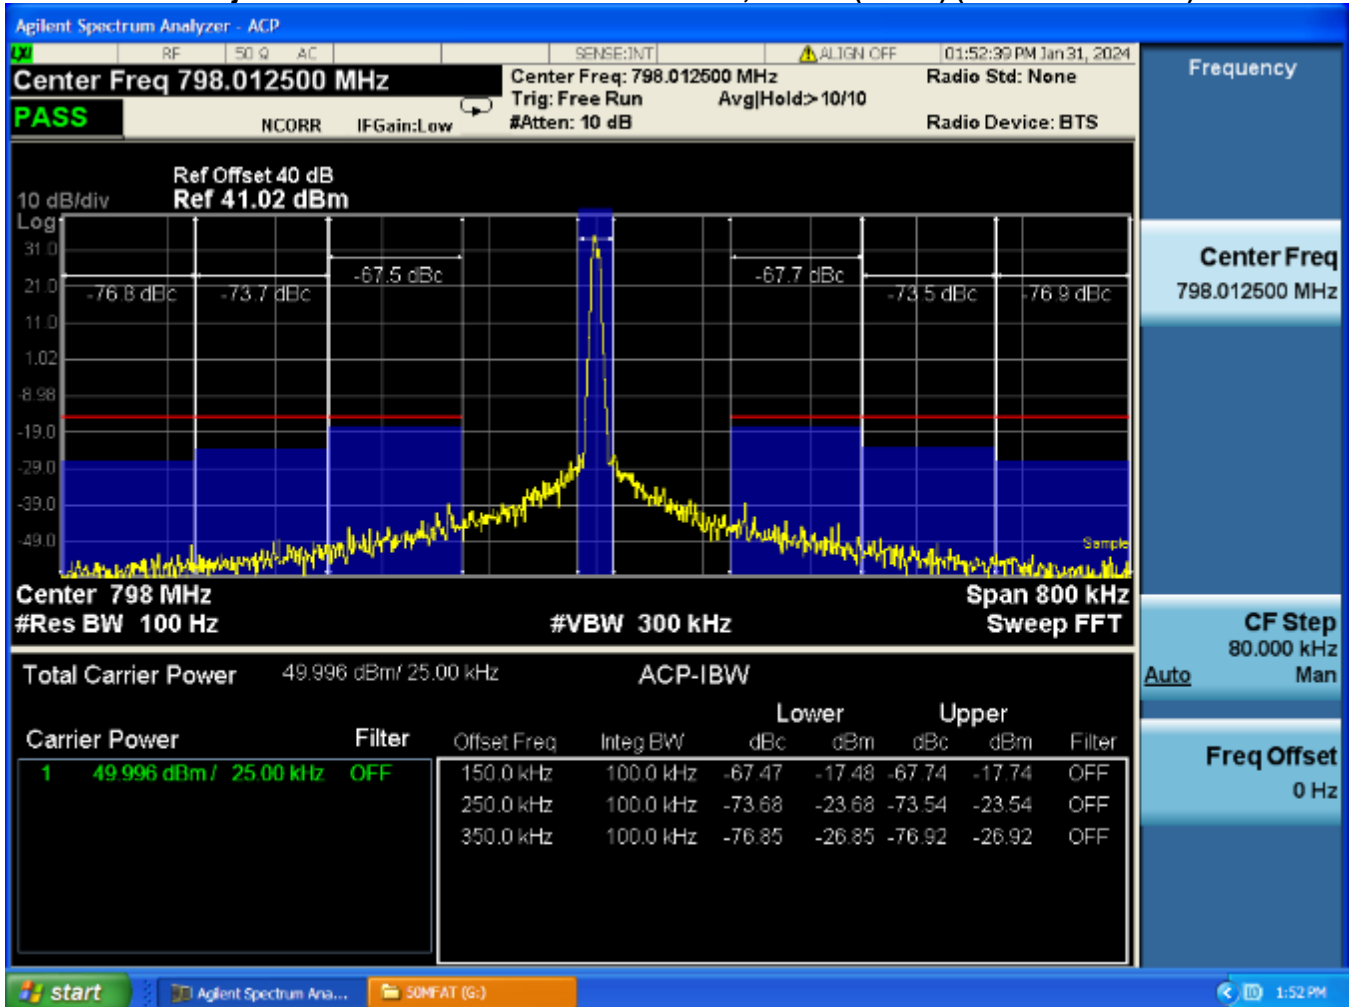 Agilent Spectrum Analyzer - ACP
LXI RF 50 Ω AC SENSE:INT ALIGN OFF 01:52:39 PM Jan 31, 2024
Center Freq 798.012500 MHz
PASS
NCORR IFGain:Low
Center Freq: 798.012500 MHz
Trig: Free Run Avg|Hold:>10/10
#Atten: 10 dB
Radio Std: None
Radio Device: BTS
Frequency
Ref Offset 40 dB
10 dB/div Ref 41.02 dBm
Log
31.0
21.0
11.0
1.02
-8.98
-19.0
-29.0
-39.0
-49.0
-76.8 dBc -73.7 dBc -67.5 dBc -67.7 dBc -73.5 dBc -76.9 dBc
Sample
Center 798 MHz Span 800 kHz
#Res BW 100 Hz #VBW 300 kHz Sweep FFT
Center Freq
798.012500 MHz
CF Step
80.000 kHz
Auto Man
Freq Offset
0 Hz
Total Carrier Power 49.996 dBm/ 25.00 kHz ACP-IBW
Lower Upper
Carrier Power Filter Offset Freq Integ BW dBc dBm dBc dBm Filter
1 49.996 dBm / 25.00 kHz OFF 150.0 kHz 100.0 kHz -67.47 -17.48 -67.74 -17.74 OFF
250.0 kHz 100.0 kHz -73.68 -23.68 -73.54 -23.54 OFF
350.0 kHz 100.0 kHz -76.85 -26.85 -76.92 -26.92 OFF
start Agilent Spectrum Ana... 50MFAT (G:) 1:52 PM